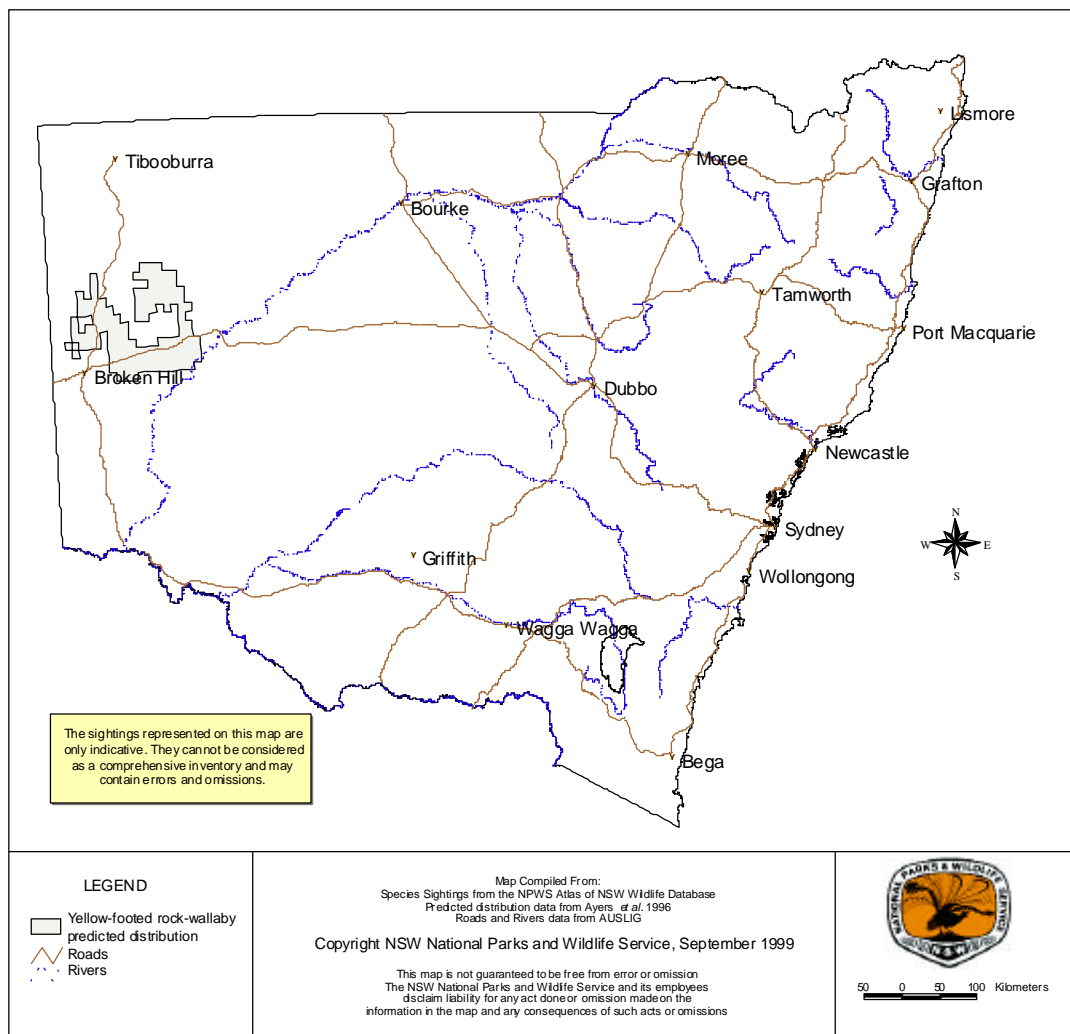 Lismore
Tibooburra
Moree
Grafton
Bourke
Tamworth
Port Macquarie
Broken Hill
Dubbo
Newcastle
Sydney
N
W E
S
Griffith
Wollongong
Wagga Wagga
Bega
The sightings represented on this map are
only indicative. They cannot be considered
as a comprehensive inventory and may
contain errors and omissions.
LEGEND
Yellow-footed rock-wallaby
predicted distribution
Roads
Rivers
Map Compiled From:
Species Sightings from the NPWS Atlas of NSW Wildlife Database
Predicted distribution data from Ayers et al. 1996
Roads and Rivers data from AUSLIG
Copyright NSW National Parks and Wildlife Service, September 1999
This map is not guaranteed to be free from error or omission
The NSW National Parks and Wildlife Service and its employees
disclaim liability for any act done or omission made on the
information in the map and any consequences of such acts or omissions
NATIONAL PARKS & WILDLIFE SERVICE
50 0 50 100 Kilometers